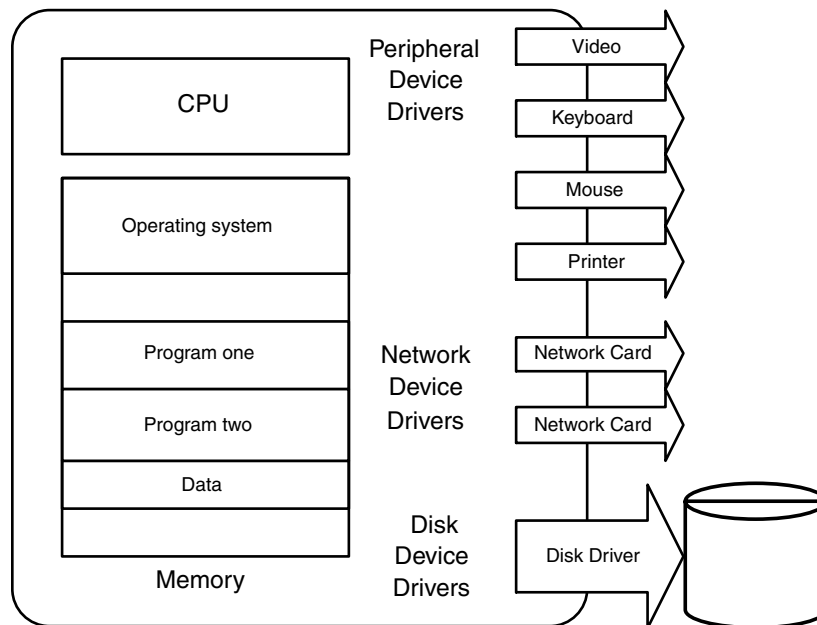 CPU
Operating system
Program one
Program two
Data
Memory
Peripheral
Device
Drivers
Video
Keyboard
Mouse
Printer
Network
Device
Drivers
Network Card
Network Card
Disk
Device
Drivers
Disk Driver